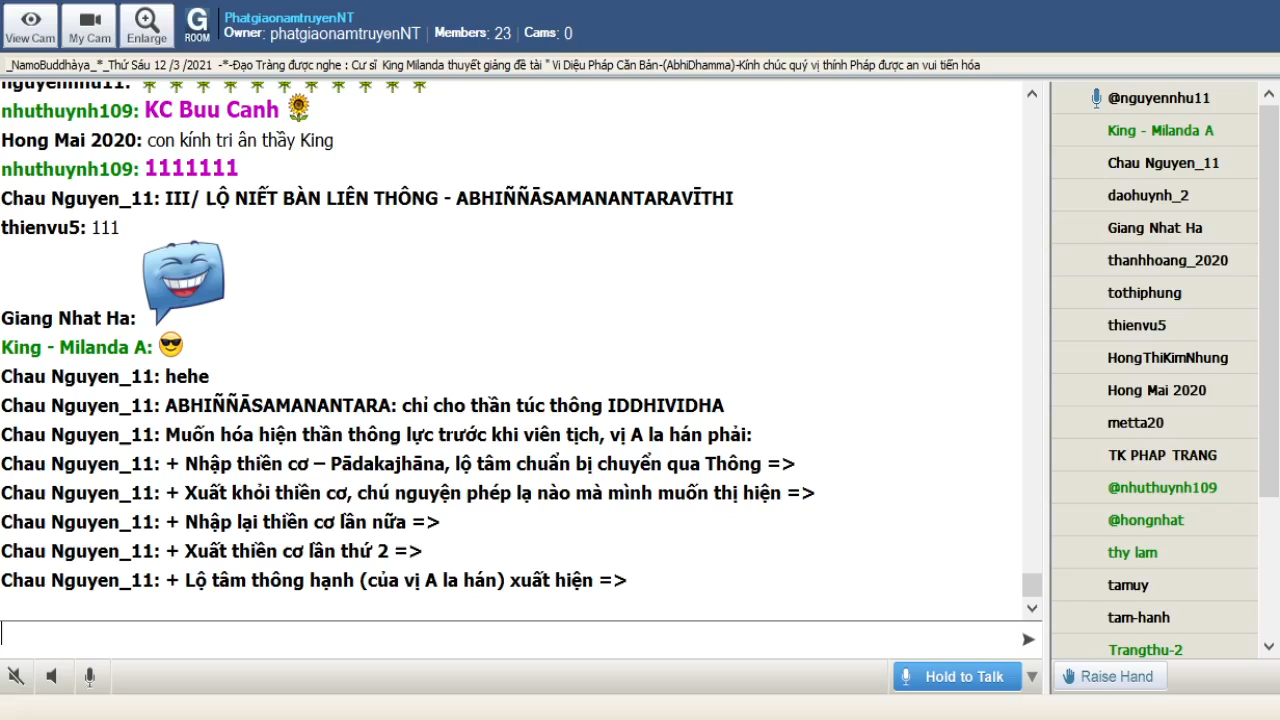 View Cam
My Cam
Enlarge
G
ROOM
PhatgiaonamtruyenNT
Owner: phatgiaonamtruyenNT | Members: 23 | Cams: 0
_NamoBuddhàya_*_Thứ Sáu 12 /3 /2021 -*-Đạo Tràng được nghe : Cư sĩ King Milanda thuyết giảng đề tài " Vi Diệu Pháp Căn Bản-(AbhiDhamma)-Kính chúc quý vị thính Pháp được an vui tiến hóa
nguyennhu11:
nhuthuynh109: KC Buu Canh
Hong Mai 2020: con kính tri ân thầy King
nhuthuynh109: 1111111
Chau Nguyen_11: III/ LỘ NIẾT BÀN LIÊN THÔNG - ABHIÑÑĀSAMANANTARAVĪTHI
thienvu5: 111
Giang Nhat Ha:
King - Milanda A:
Chau Nguyen_11: hehe
Chau Nguyen_11: ABHIÑÑĀSAMANANTARA: chỉ cho thần túc thông IDDHIVIDHA
Chau Nguyen_11: Muốn hóa hiện thần thông lực trước khi viên tịch, vị A la hán phải:
Chau Nguyen_11: + Nhập thiền cơ – Pādakajhāna, lộ tâm chuẩn bị chuyển qua Thông =>
Chau Nguyen_11: + Xuất khỏi thiền cơ, chú nguyện phép lạ nào mà mình muốn thị hiện =>
Chau Nguyen_11: + Nhập lại thiền cơ lần nữa =>
Chau Nguyen_11: + Xuất thiền cơ lần thứ 2 =>
Chau Nguyen_11: + Lộ tâm thông hạnh (của vị A la hán) xuất hiện =>
Hold to Talk
@nguyennhu11
King - Milanda A
Chau Nguyen_11
daohuynh_2
Giang Nhat Ha
thanhhoang_2020
tothiphung
thienvu5
HongThiKimNhung
Hong Mai 2020
metta20
TK PHAP TRANG
@nhuthuynh109
@hongnhat
thy lam
tamuy
tam-hanh
Trangthu-2
Raise Hand